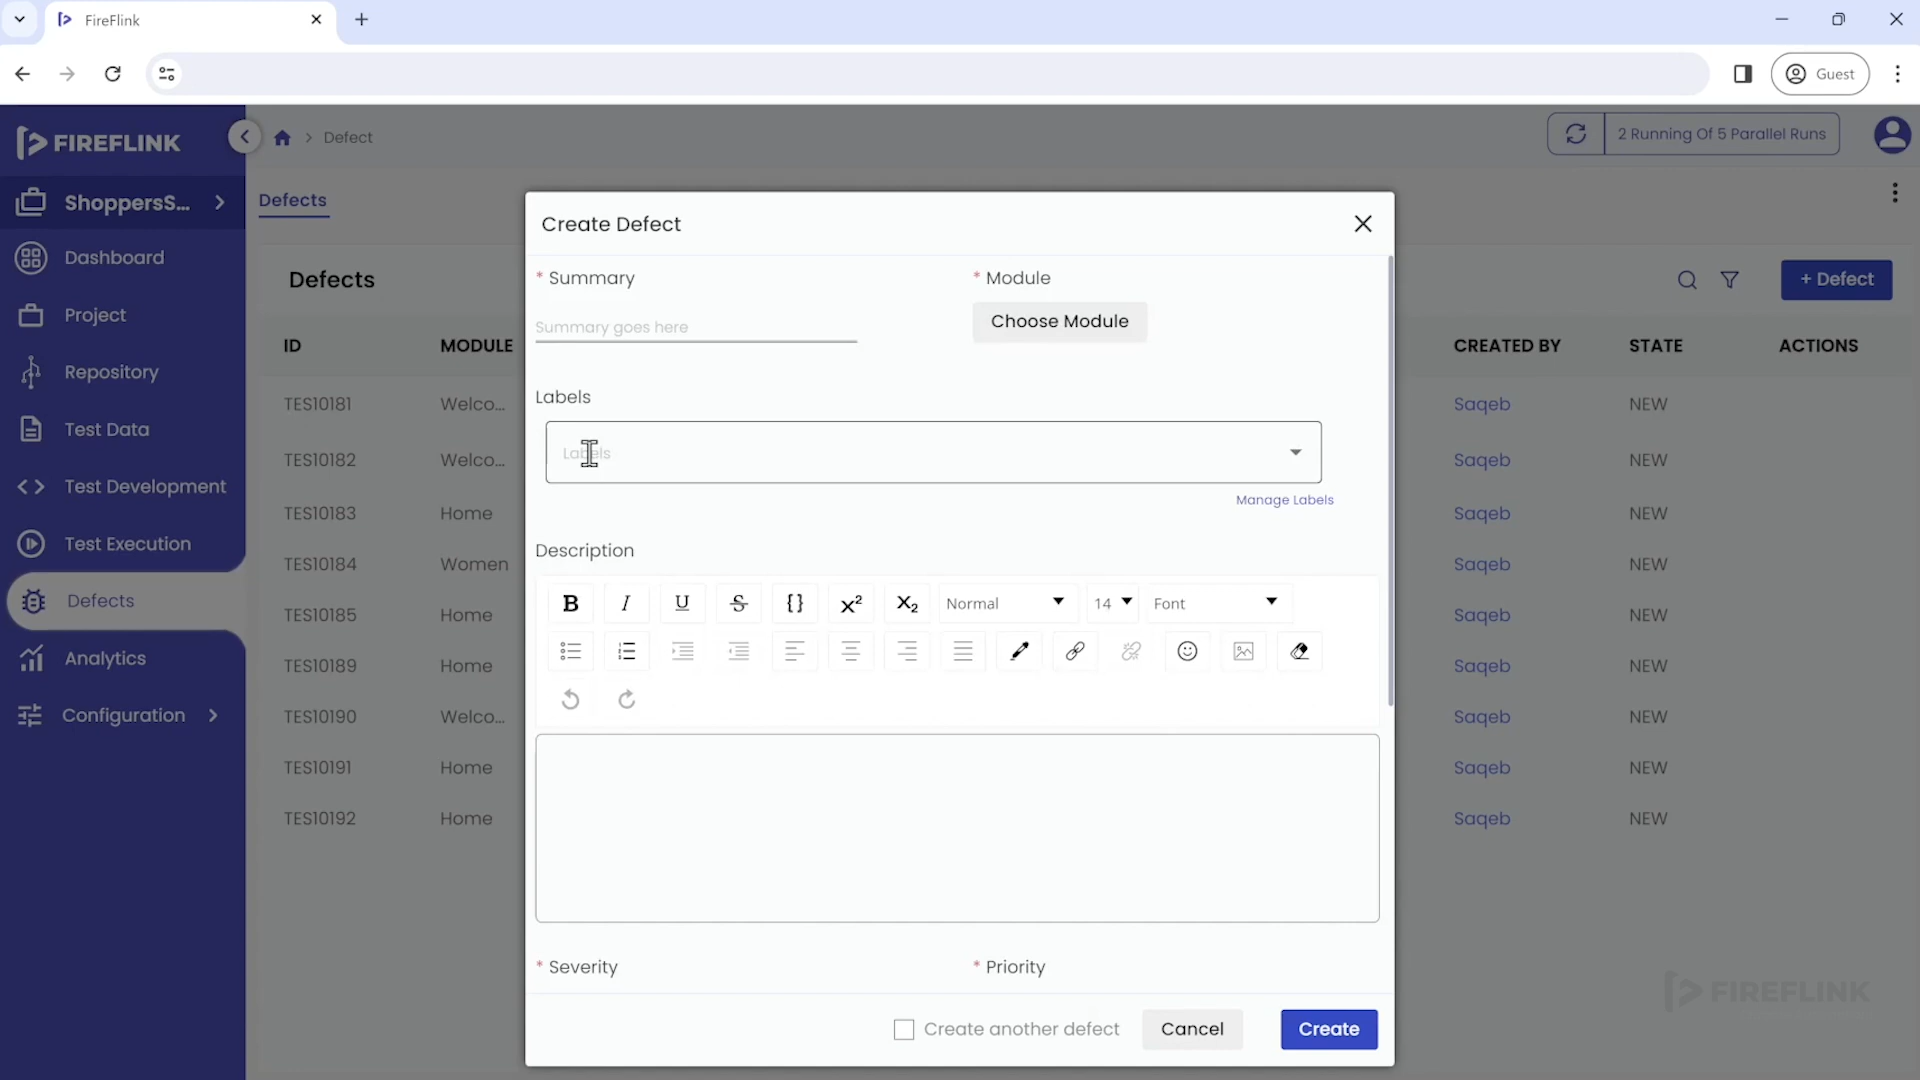 FireFlink
Guest
FIREFLINK
Defect
2 Running Of 5 Parallel Runs
ShoppersS...
Defects
Dashboard
Project
Repository
Test Data
Test Development
Test Execution
Defects
Analytics
Configuration
Defects
+ Defect
ID MODULE CREATED BY STATE ACTIONS
TES10181 Welco... Saqeb NEW
TES10182 Welco... Saqeb NEW
TES10183 Home Saqeb NEW
TES10184 Women Saqeb NEW
TES10185 Home Saqeb NEW
TES10189 Home Saqeb NEW
TES10190 Welco... Saqeb NEW
TES10191 Home Saqeb NEW
TES10192 Home Saqeb NEW
Create Defect
* Summary * Module
Summary goes here
Choose Module
Labels
Labels
Manage Labels
Description
B I U S {} X² X₂ Normal 14 Font
* Severity * Priority
Create another defect Cancel Create
FIREFLINK